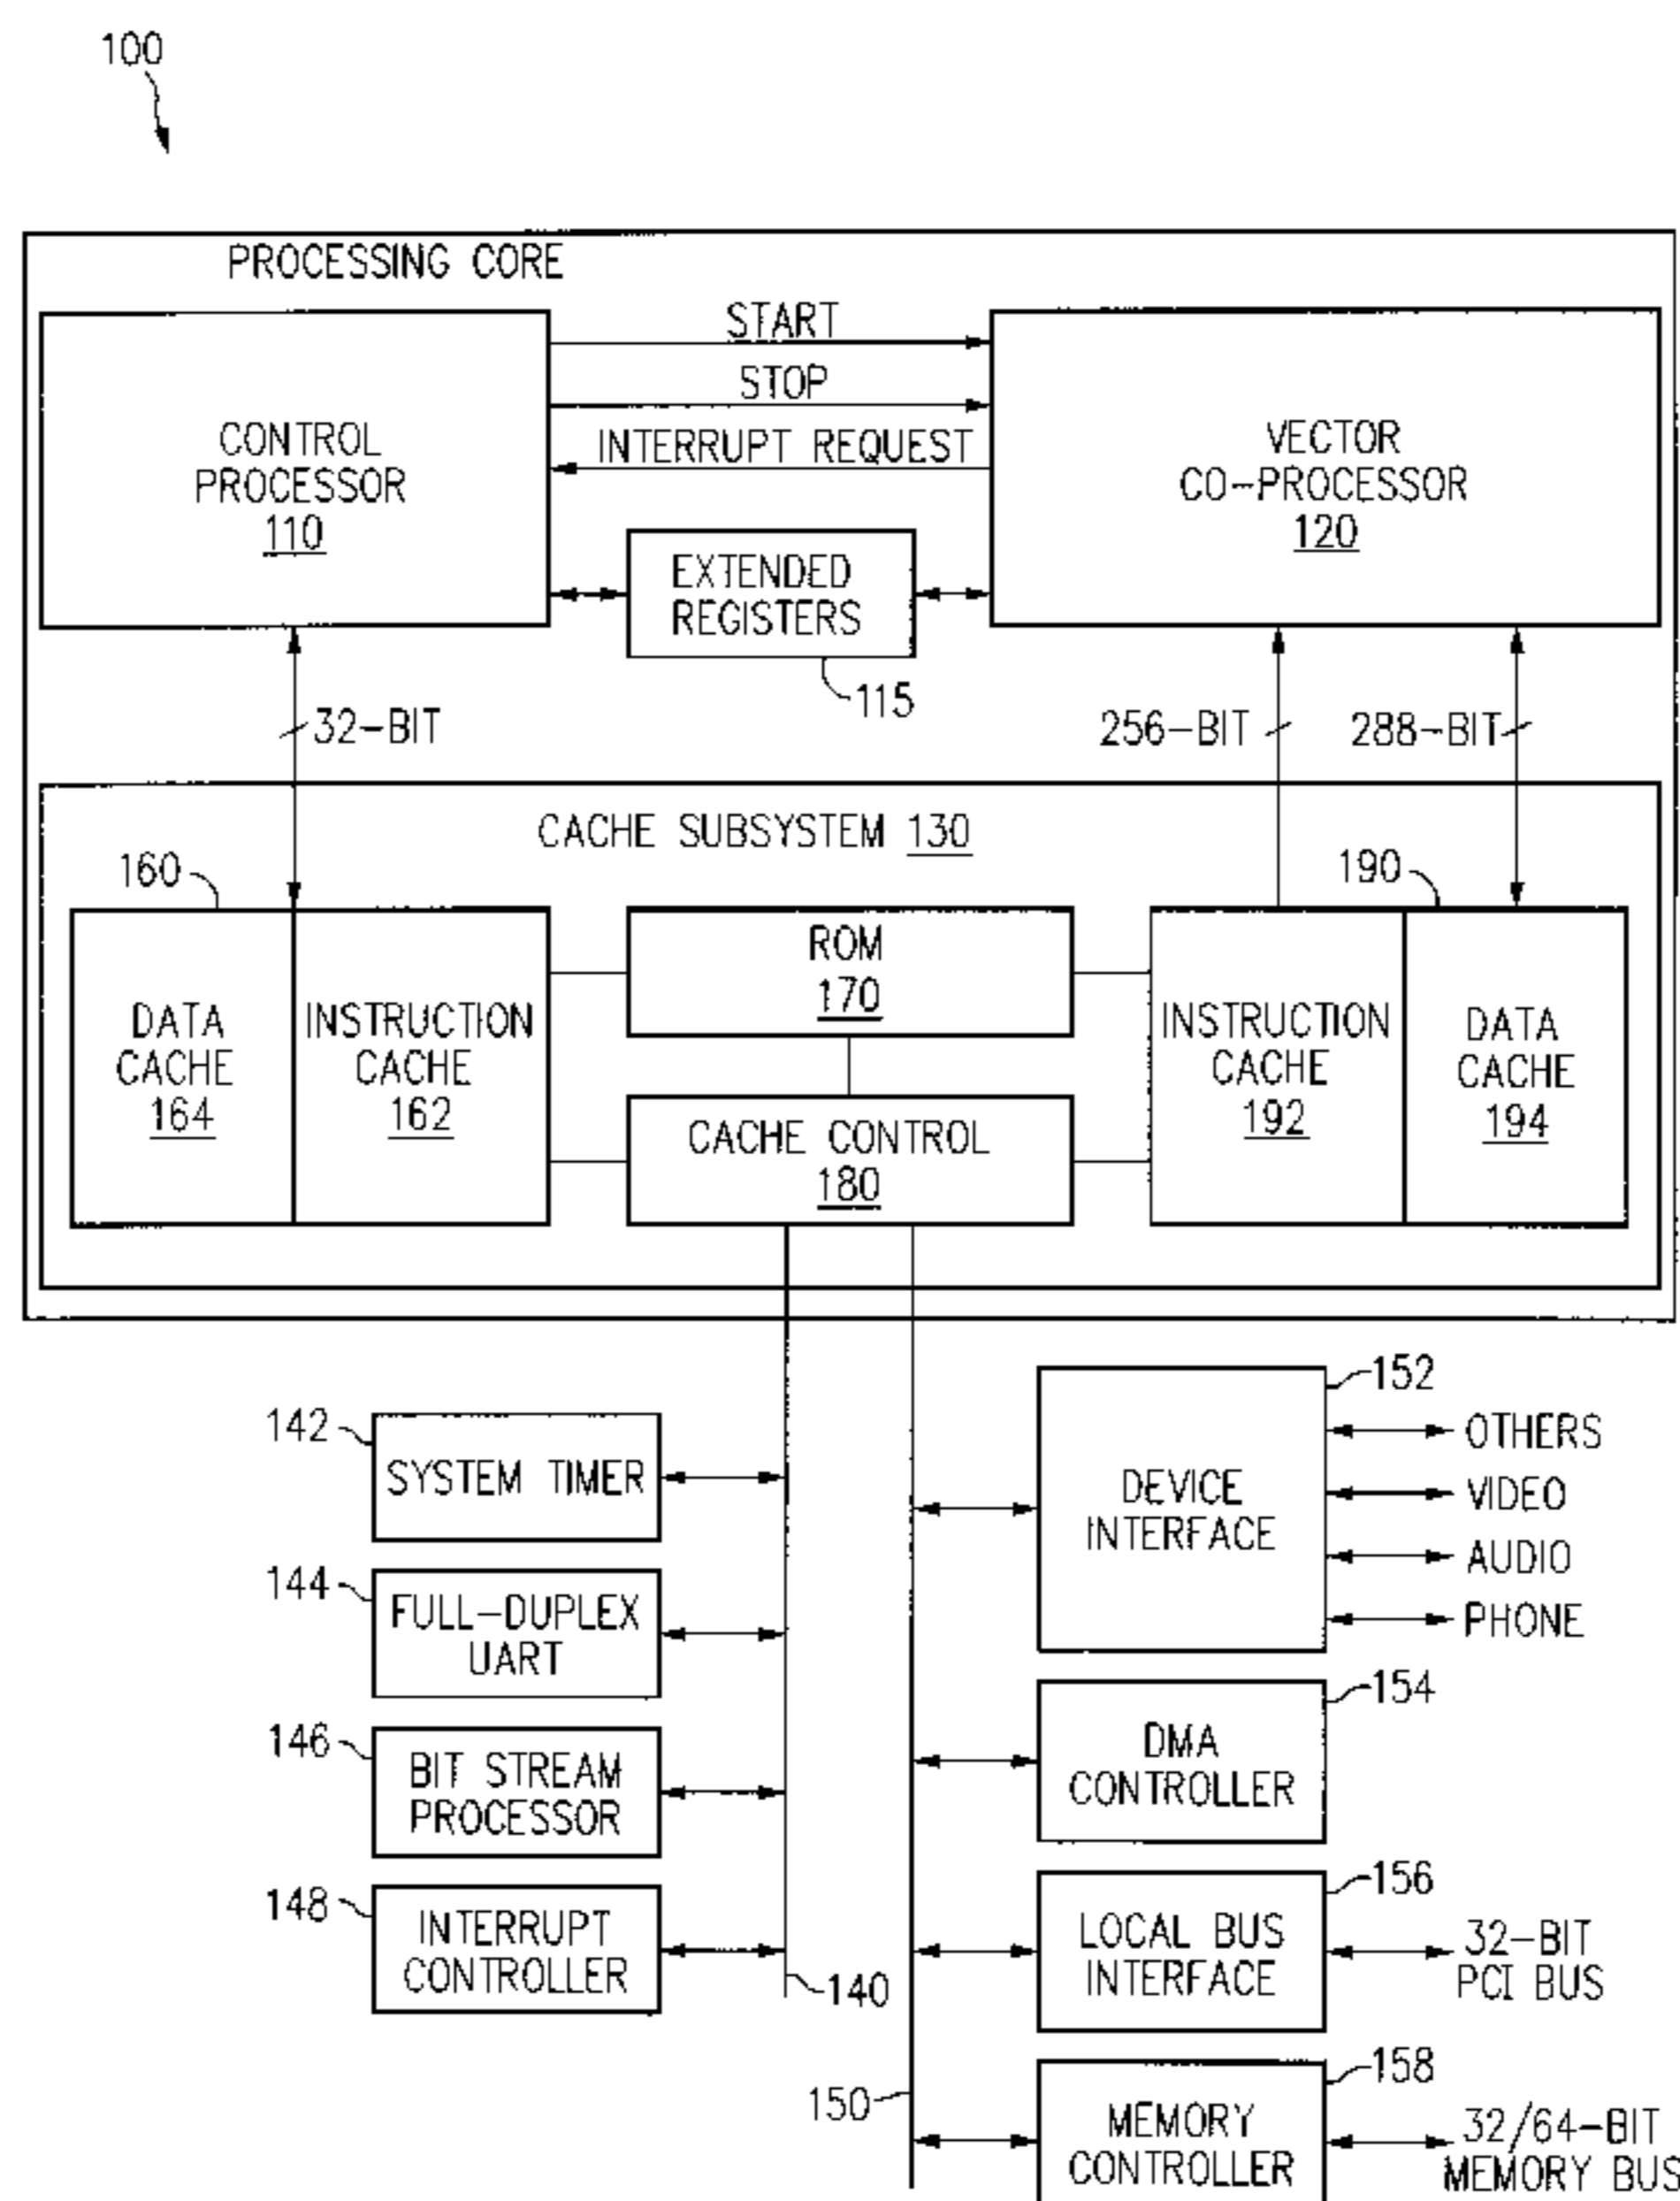 100
PROCESSING CORE
START
STOP
INTERRUPT REQUEST
CONTROL
PROCESSOR
110
VECTOR
CO-PROCESSOR
120
EXTENDED
REGISTERS
115
32-BIT
256-BIT
288-BIT
CACHE SUBSYSTEM 130
160
190
ROM
170
DATA
CACHE
164
INSTRUCTION
CACHE
162
CACHE CONTROL
180
INSTRUCTION
CACHE
192
DATA
CACHE
194
142
SYSTEM TIMER
144
FULL-DUPLEX
UART
146
BIT STREAM
PROCESSOR
148
INTERRUPT
CONTROLLER
140
150
152
DEVICE
INTERFACE
OTHERS
VIDEO
AUDIO
PHONE
154
DMA
CONTROLLER
156
LOCAL BUS
INTERFACE
32-BIT
PCI BUS
158
MEMORY
CONTROLLER
32/64-BIT
MEMORY BUS